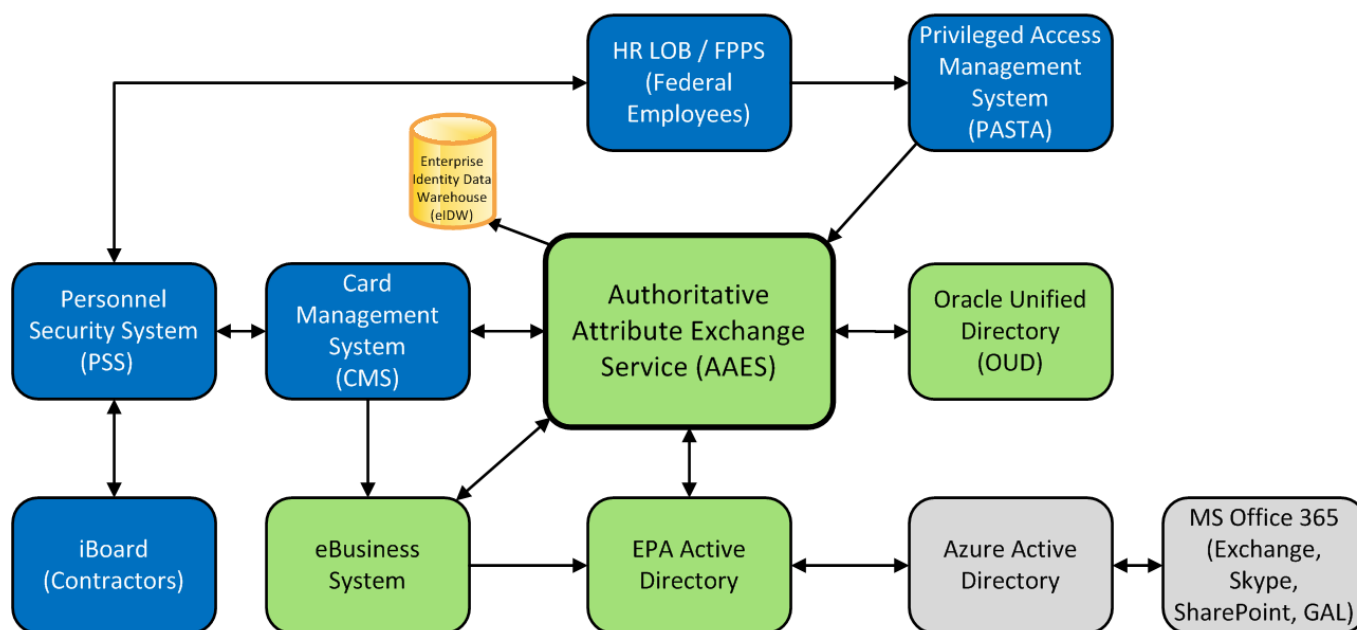 HR LOB / FPPS
(Federal
Employees)
Privileged Access
Management
System
(PASTA)
Enterprise
Identity Data
Warehouse
(eIDW)
Personnel
Security System
(PSS)
Card
Management
System
(CMS)
Authoritative
Attribute Exchange
Service (AAES)
Oracle Unified
Directory
(OUD)
iBoard
(Contractors)
eBusiness
System
EPA Active
Directory
Azure Active
Directory
MS Office 365
(Exchange,
Skype,
SharePoint, GAL)